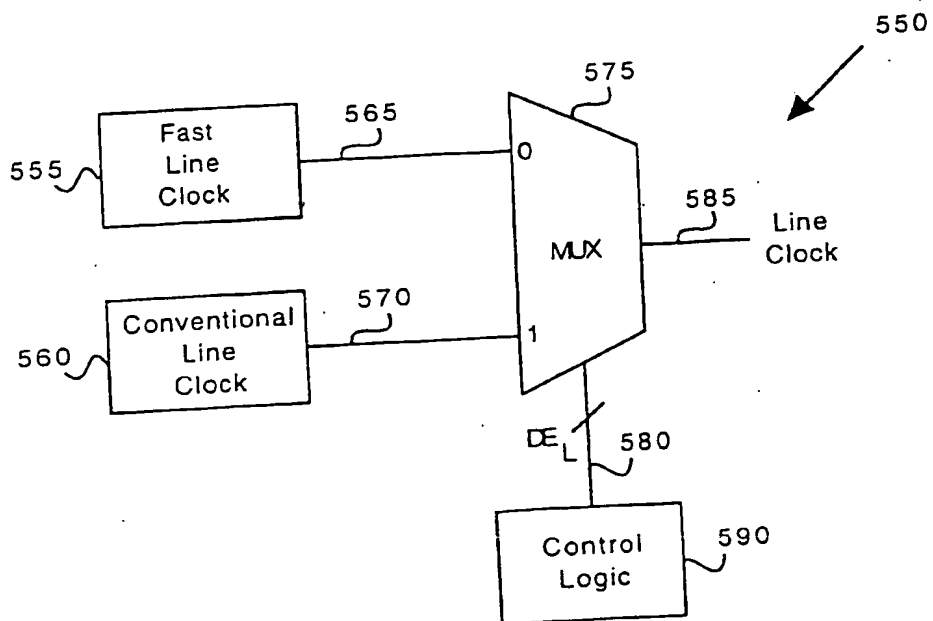 550
575
565
Fast
Line
Clock
555
0
585
Line
Clock
MUX
570
Conventional
Line
Clock
560
1
DE L
580
Control
Logic
590